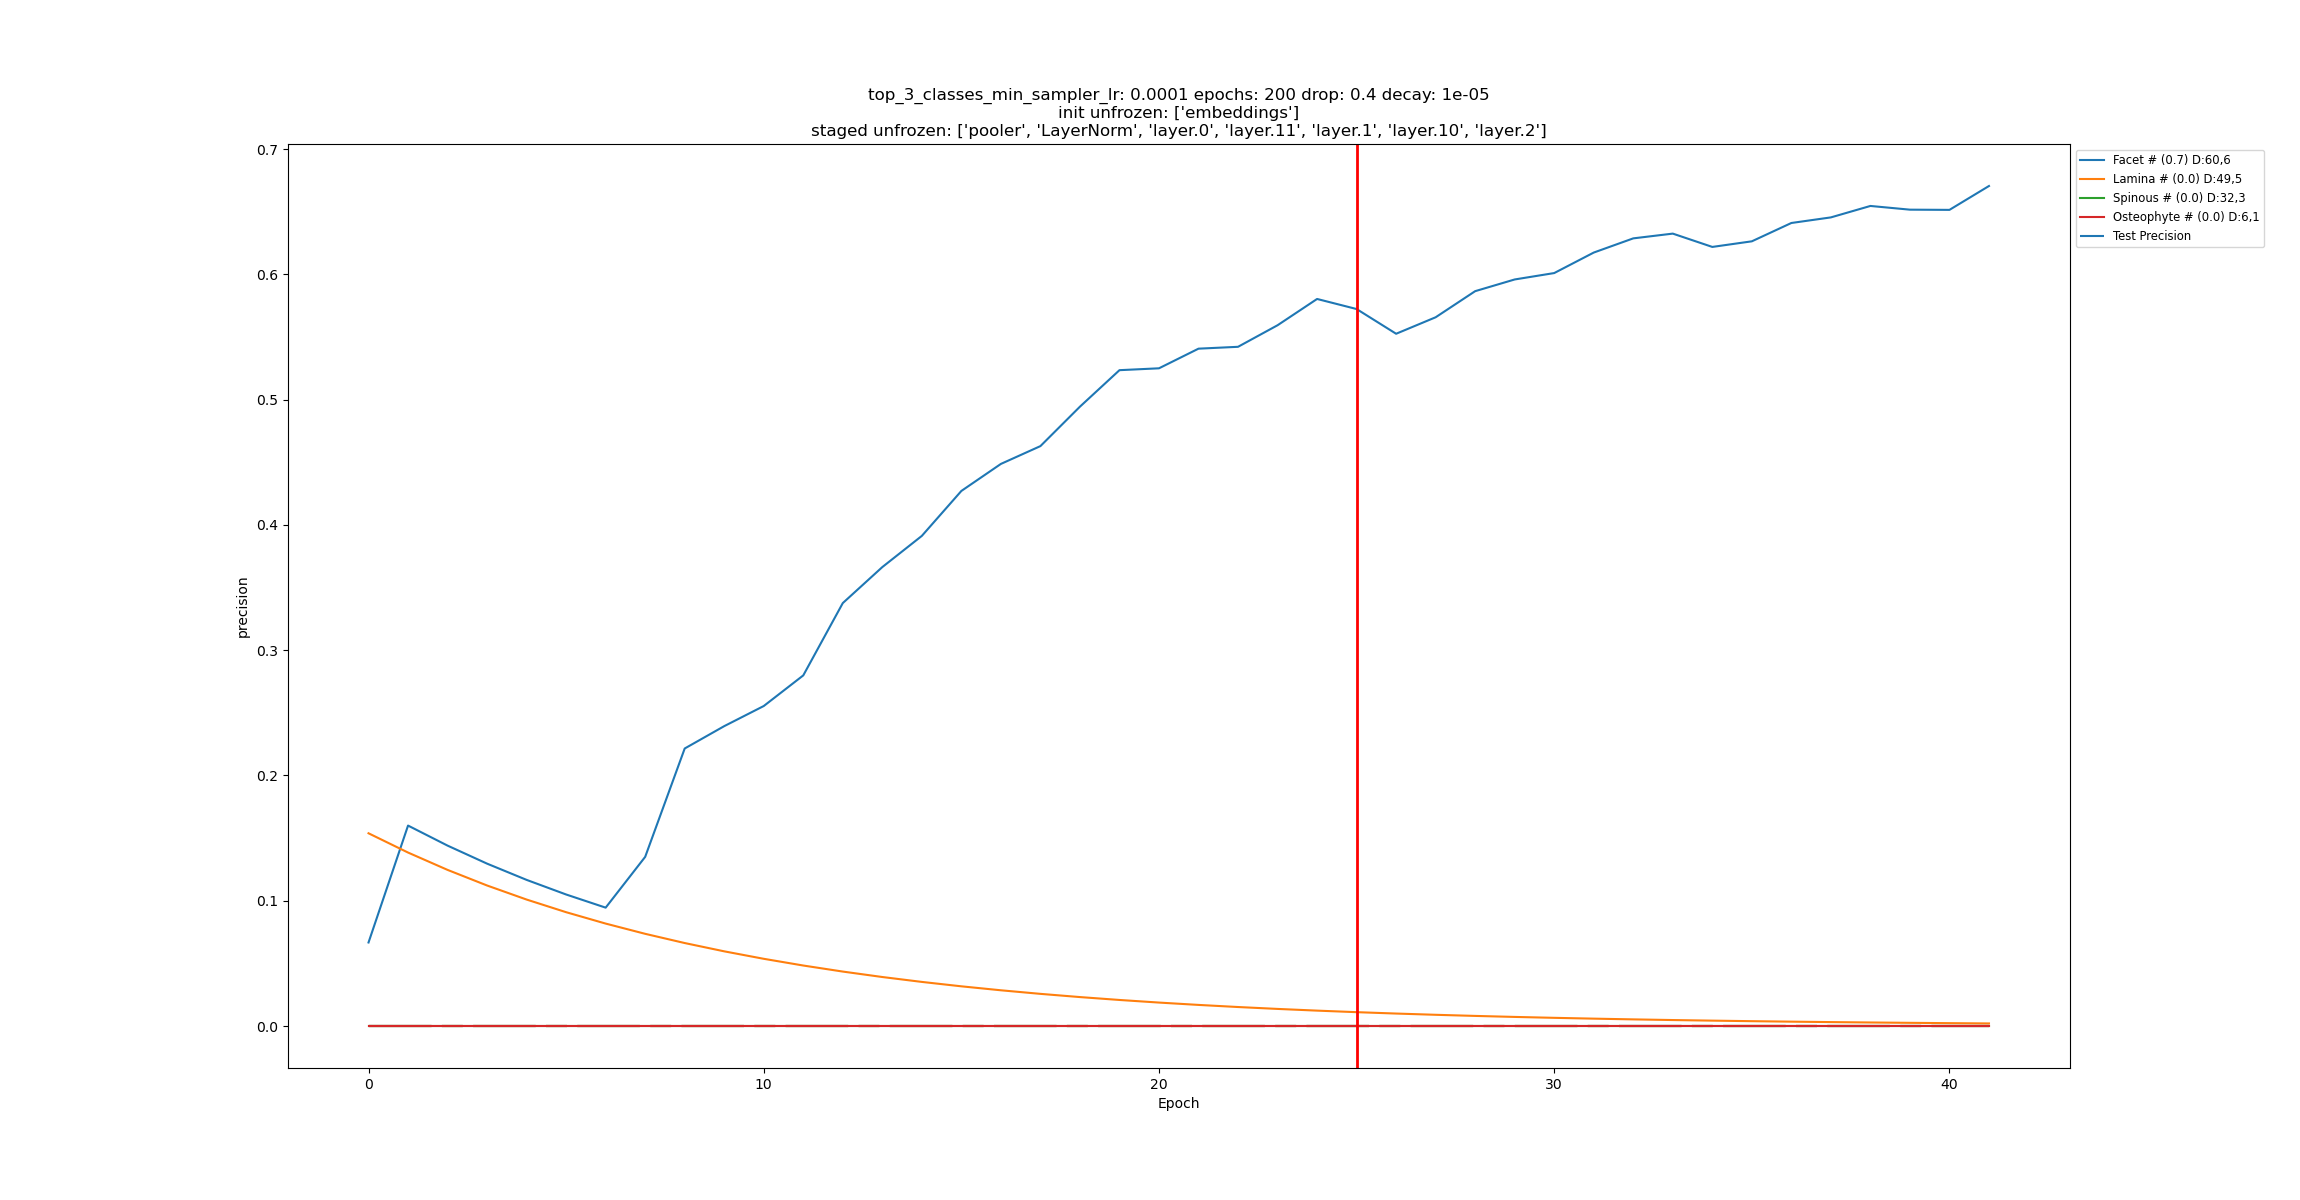 top_3_classes_min_sampler_lr: 0.0001 epochs: 200 drop: 0.4 decay: 1e-05
init unfrozen: ['embeddings']
staged unfrozen: ['pooler', 'LayerNorm', 'layer.0', 'layer.11', 'layer.1', 'layer.10', 'layer.2']
0.7
0.6
0.5
0.4
0.3
0.2
0.1
0.0
precision
0
10
20
30
40
Epoch
Facet # (0.7) D:60,6
Lamina # (0.0) D:49,5
Spinous # (0.0) D:32,3
Osteophyte # (0.0) D:6,1
Test Precision